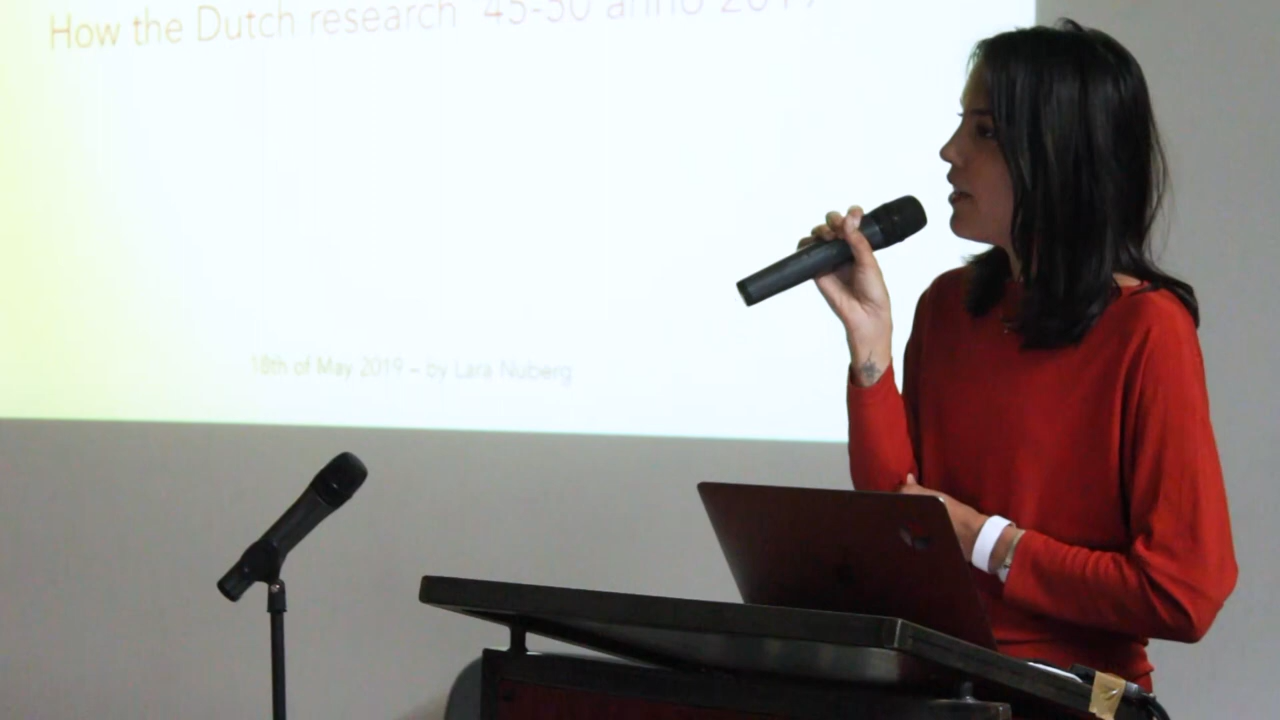 How the Dutch research '45-50 anno 2019
18th of May 2019 – by Lara Nuberg